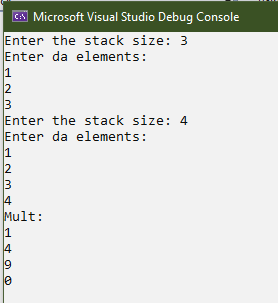 Microsoft Visual Studio Debug Console
Enter the stack size: 3
Enter da elements:
1
2
3
Enter the stack size: 4
Enter da elements:
1
2
3
4
Mult:
1
4
9
0